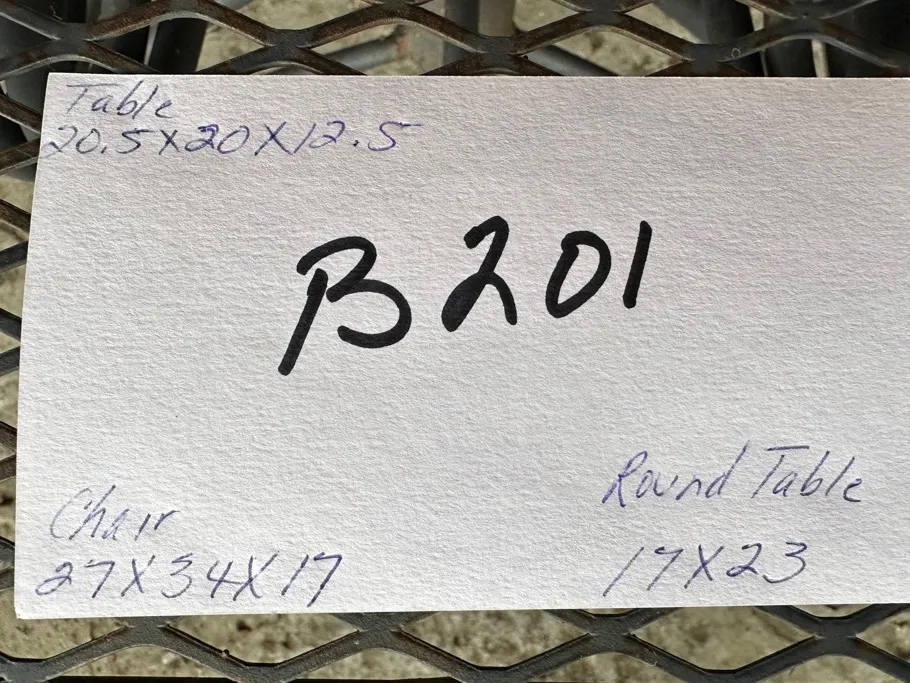 Table
20.5X20X12.5
B201
Chair
27X34X17
Round Table
17X23